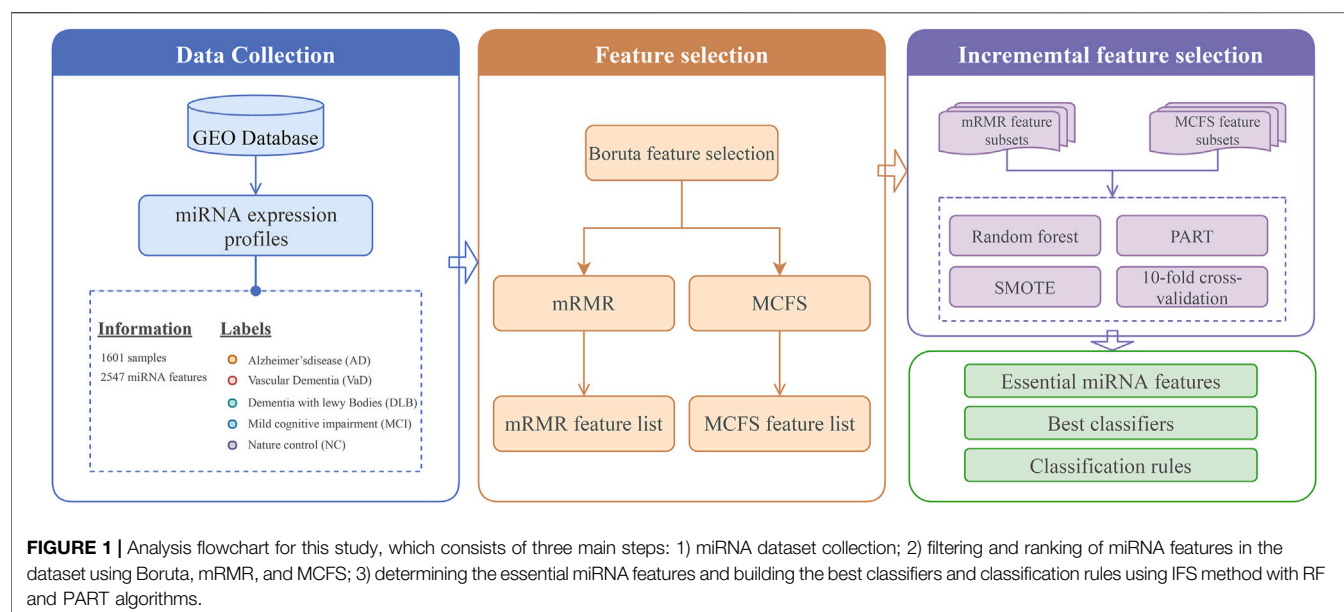 Data Collection
GEO Database
miRNA expression
profiles
Information
1601 samples
2547 miRNA features
Labels
Alzheimer'sdisease (AD)
Vascular Dementia (VaD)
Dementia with lewy Bodies (DLB)
Mild cognitive impairment (MCI)
Nature control (NC)
Feature selection
Boruta feature selection
mRMR
MCFS
mRMR feature list
MCFS feature list
Incrememtal feature selection
mRMR feature
subsets
MCFS feature
subsets
Random forest
PART
SMOTE
10-fold cross-
validation
Essential miRNA features
Best classifiers
Classification rules
FIGURE 1 | Analysis flowchart for this study, which consists of three main steps: 1) miRNA dataset collection; 2) filtering and ranking of miRNA features in the
dataset using Boruta, mRMR, and MCFS; 3) determining the essential miRNA features and building the best classifiers and classification rules using IFS method with RF
and PART algorithms.